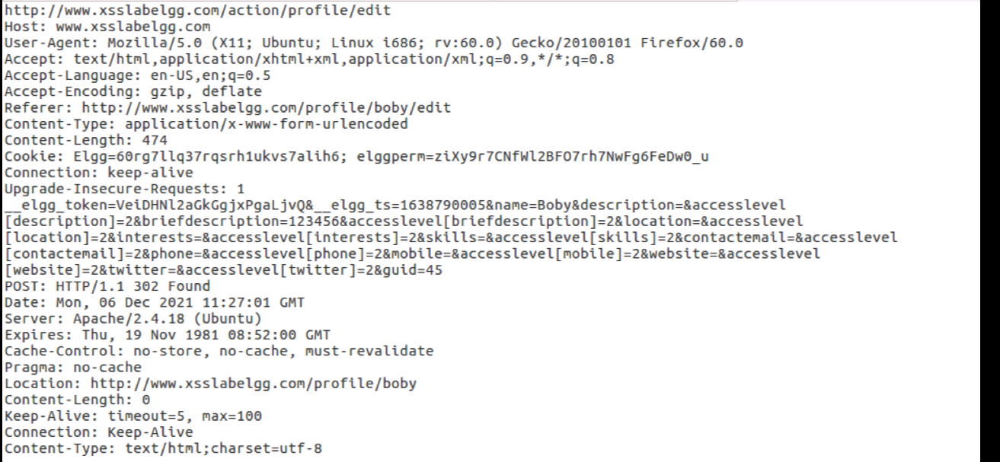 http://www.xsslabelgg.com/action/profile/edit
Host: www.xsslabelgg.com
User-Agent: Mozilla/5.0 (X11; Ubuntu; Linux i686; rv:60.0) Gecko/20100101 Firefox/60.0
Accept: text/html,application/xhtml+xml,application/xml;q=0.9,*/*;q=0.8
Accept-Language: en-US,en;q=0.5
Accept-Encoding: gzip, deflate
Referer: http://www.xsslabelgg.com/profile/boby/edit
Content-Type: application/x-www-form-urlencoded
Content-Length: 474
Cookie: Elgg=60rg7llq37rqsrh1ukvs7alih6; elggperm=ziXy9r7CNfWl2BFO7rh7NwFg6FeDw0_u
Connection: keep-alive
Upgrade-Insecure-Requests: 1
__elgg_token=VeiDHNl2aGkGgjxPgaLjvQ&__elgg_ts=1638790005&name=Boby&description=&accesslevel
[description]=2&briefdescription=123456&accesslevel[briefdescription]=2&location=&accesslevel
[location]=2&interests=&accesslevel[interests]=2&skills=&accesslevel[skills]=2&contactemail=&accesslevel
[contactemail]=2&phone=&accesslevel[phone]=2&mobile=&accesslevel[mobile]=2&website=&accesslevel
[website]=2&twitter=&accesslevel[twitter]=2&guid=45
POST: HTTP/1.1 302 Found
Date: Mon, 06 Dec 2021 11:27:01 GMT
Server: Apache/2.4.18 (Ubuntu)
Expires: Thu, 19 Nov 1981 08:52:00 GMT
Cache-Control: no-store, no-cache, must-revalidate
Pragma: no-cache
Location: http://www.xsslabelgg.com/profile/boby
Content-Length: 0
Keep-Alive: timeout=5, max=100
Connection: Keep-Alive
Content-Type: text/html;charset=utf-8